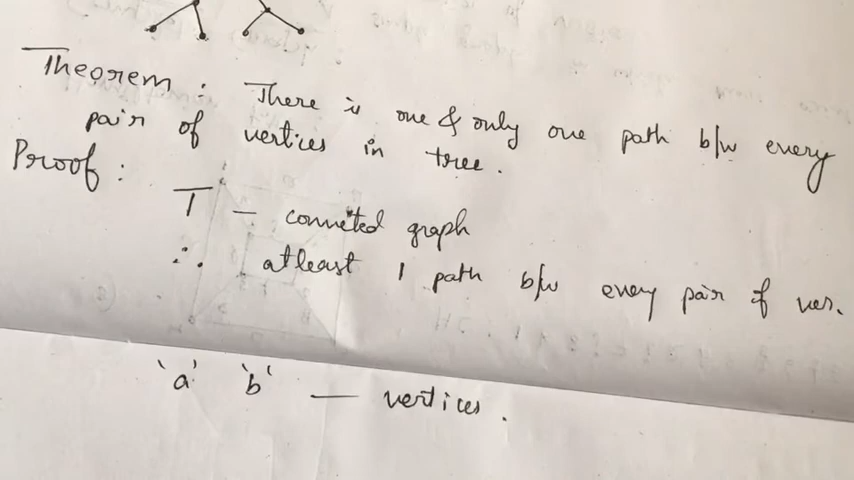 Theorem : There is one & only one path b/w every
pair of vertices in tree.
Proof :
T — connected graph
∴ atleast 1 path b/w every pair of ver.
'a' 'b' — vertices.